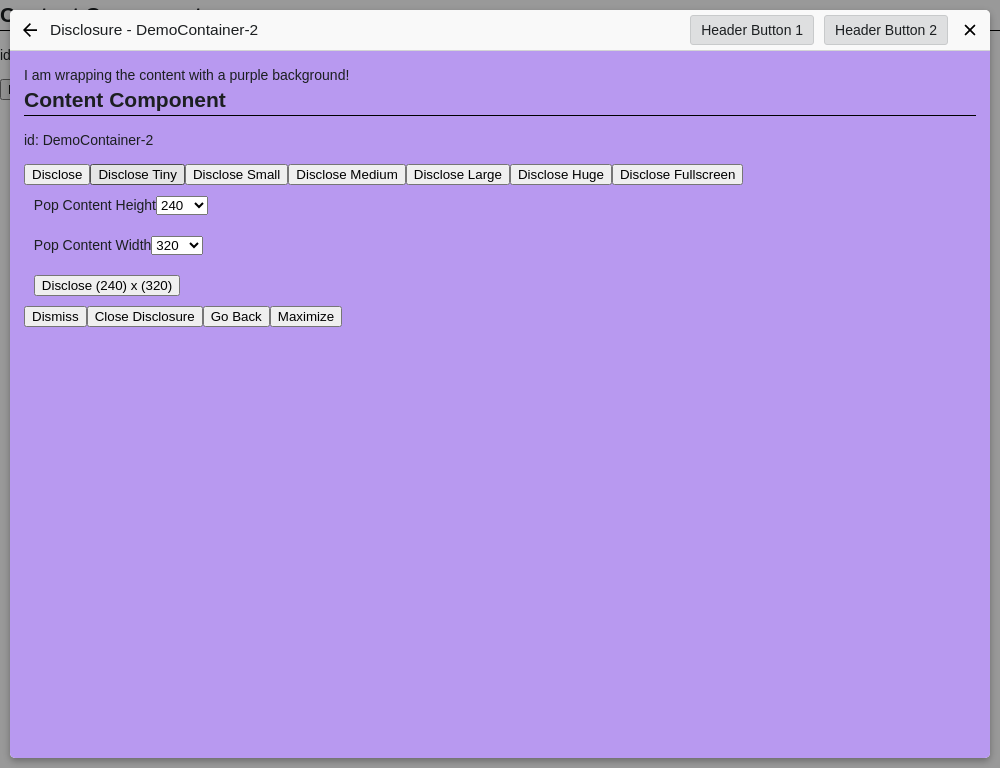 Disclosure - DemoContainer-2 Header Button 1 Header Button 2
id
I am wrapping the content with a purple background!
Content Component
id: DemoContainer-2
Disclose Disclose Tiny Disclose Small Disclose Medium Disclose Large Disclose Huge Disclose Fullscreen
Pop Content Height 240
Pop Content Width 320
Disclose (240) x (320)
Dismiss Close Disclosure Go Back Maximize